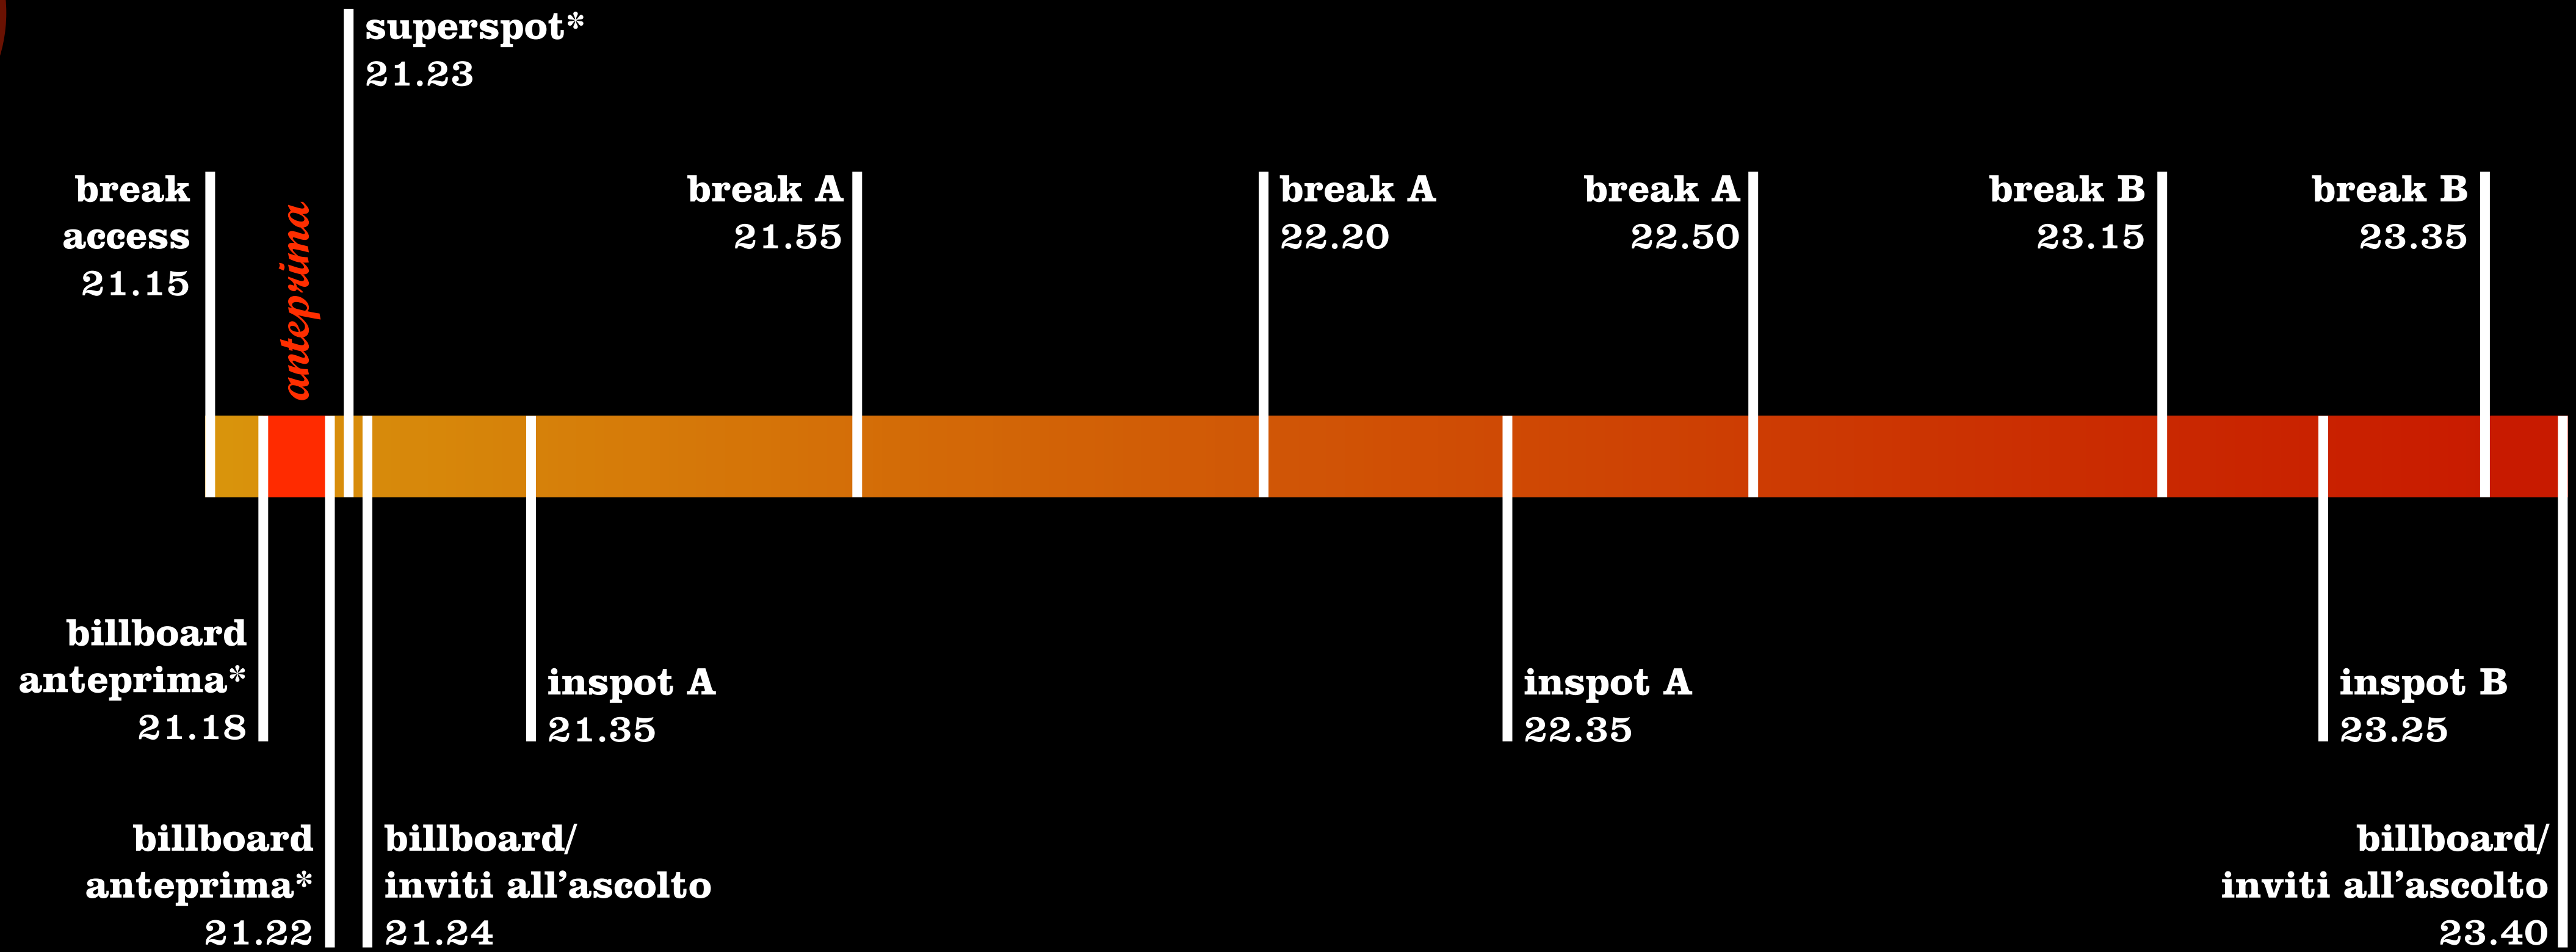 superspot*
21.23
break
access
21.15
anteprima
break A
21.55
break A
22.20
break A
22.50
break B
23.15
break B
23.35
billboard
anteprima*
21.18
inspot A
21.35
inspot A
22.35
inspot B
23.25
billboard
anteprima*
21.22
billboard/
inviti all’ascolto
21.24
billboard/
inviti all’ascolto
23.40